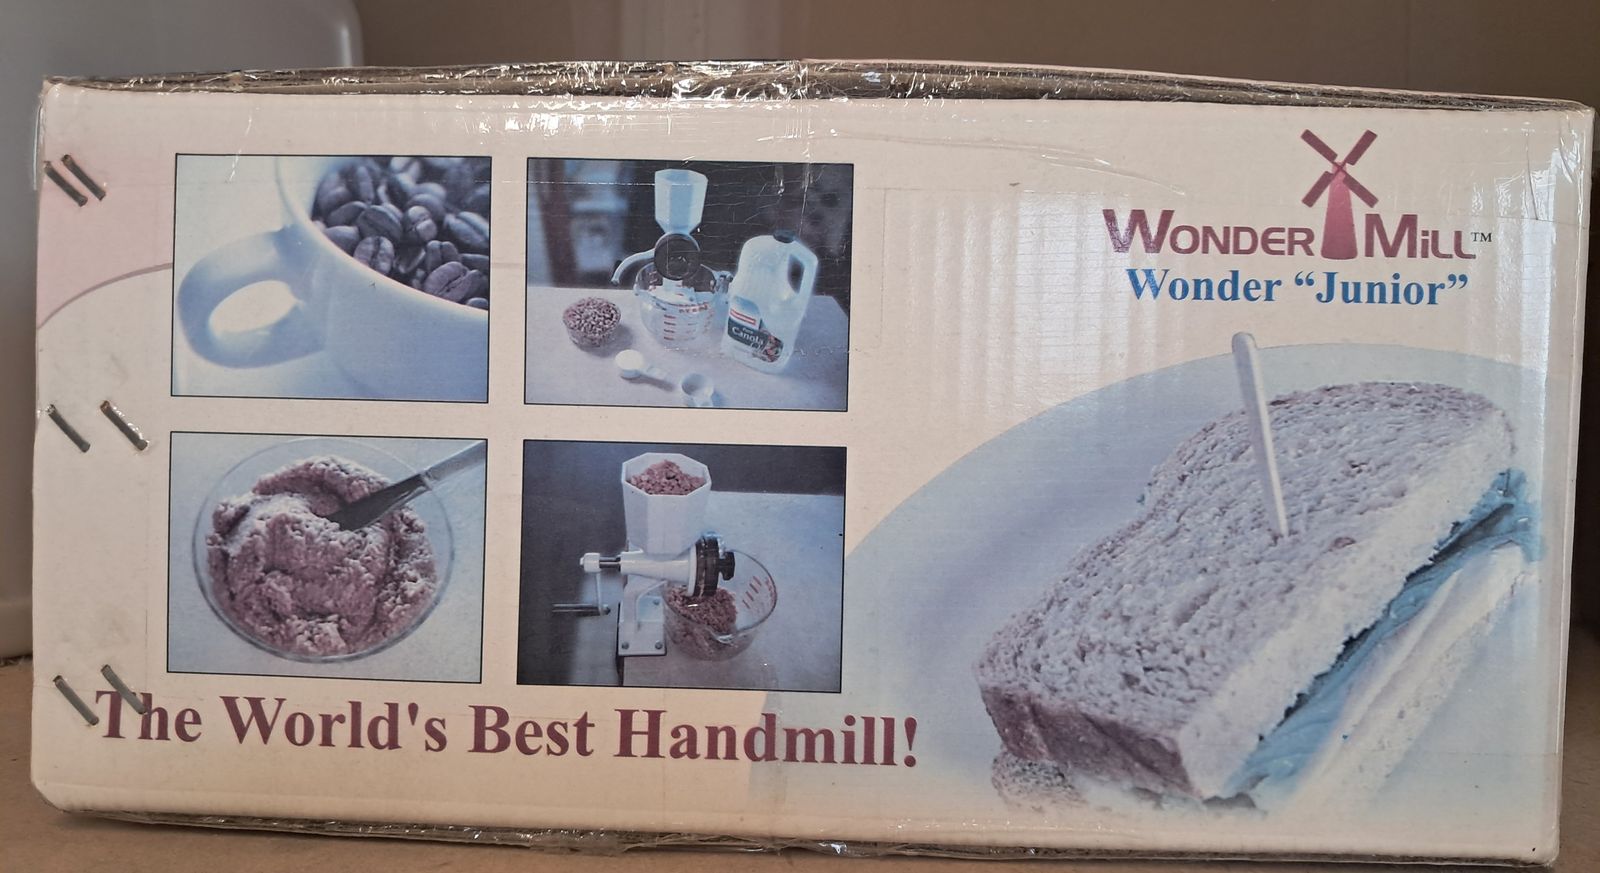 WONDER MILL™
Wonder “Junior”
Canola
The World's Best Handmill!